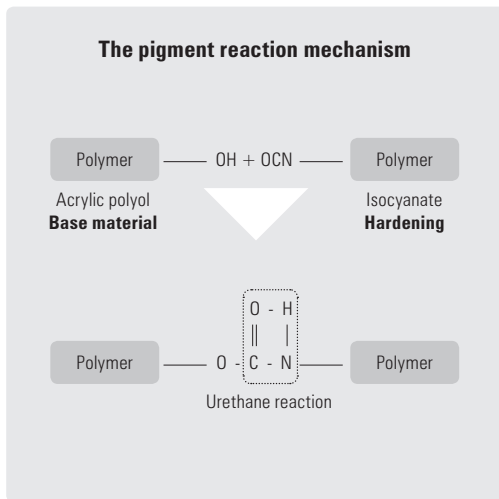 The pigment reaction mechanism
Polymer OH + OCN Polymer
Acrylic polyol Isocyanate
Base material Hardening
O - H
|| |
Polymer O - C - N Polymer
Urethane reaction